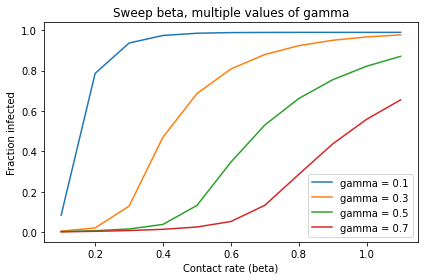 Sweep beta, multiple values of gamma
Fraction infected
1.0
0.8
0.6
0.4
0.2
0.0
gamma = 0.1
gamma = 0.3
gamma = 0.5
gamma = 0.7
0.2
0.4
0.6
0.8
1.0
Contact rate (beta)